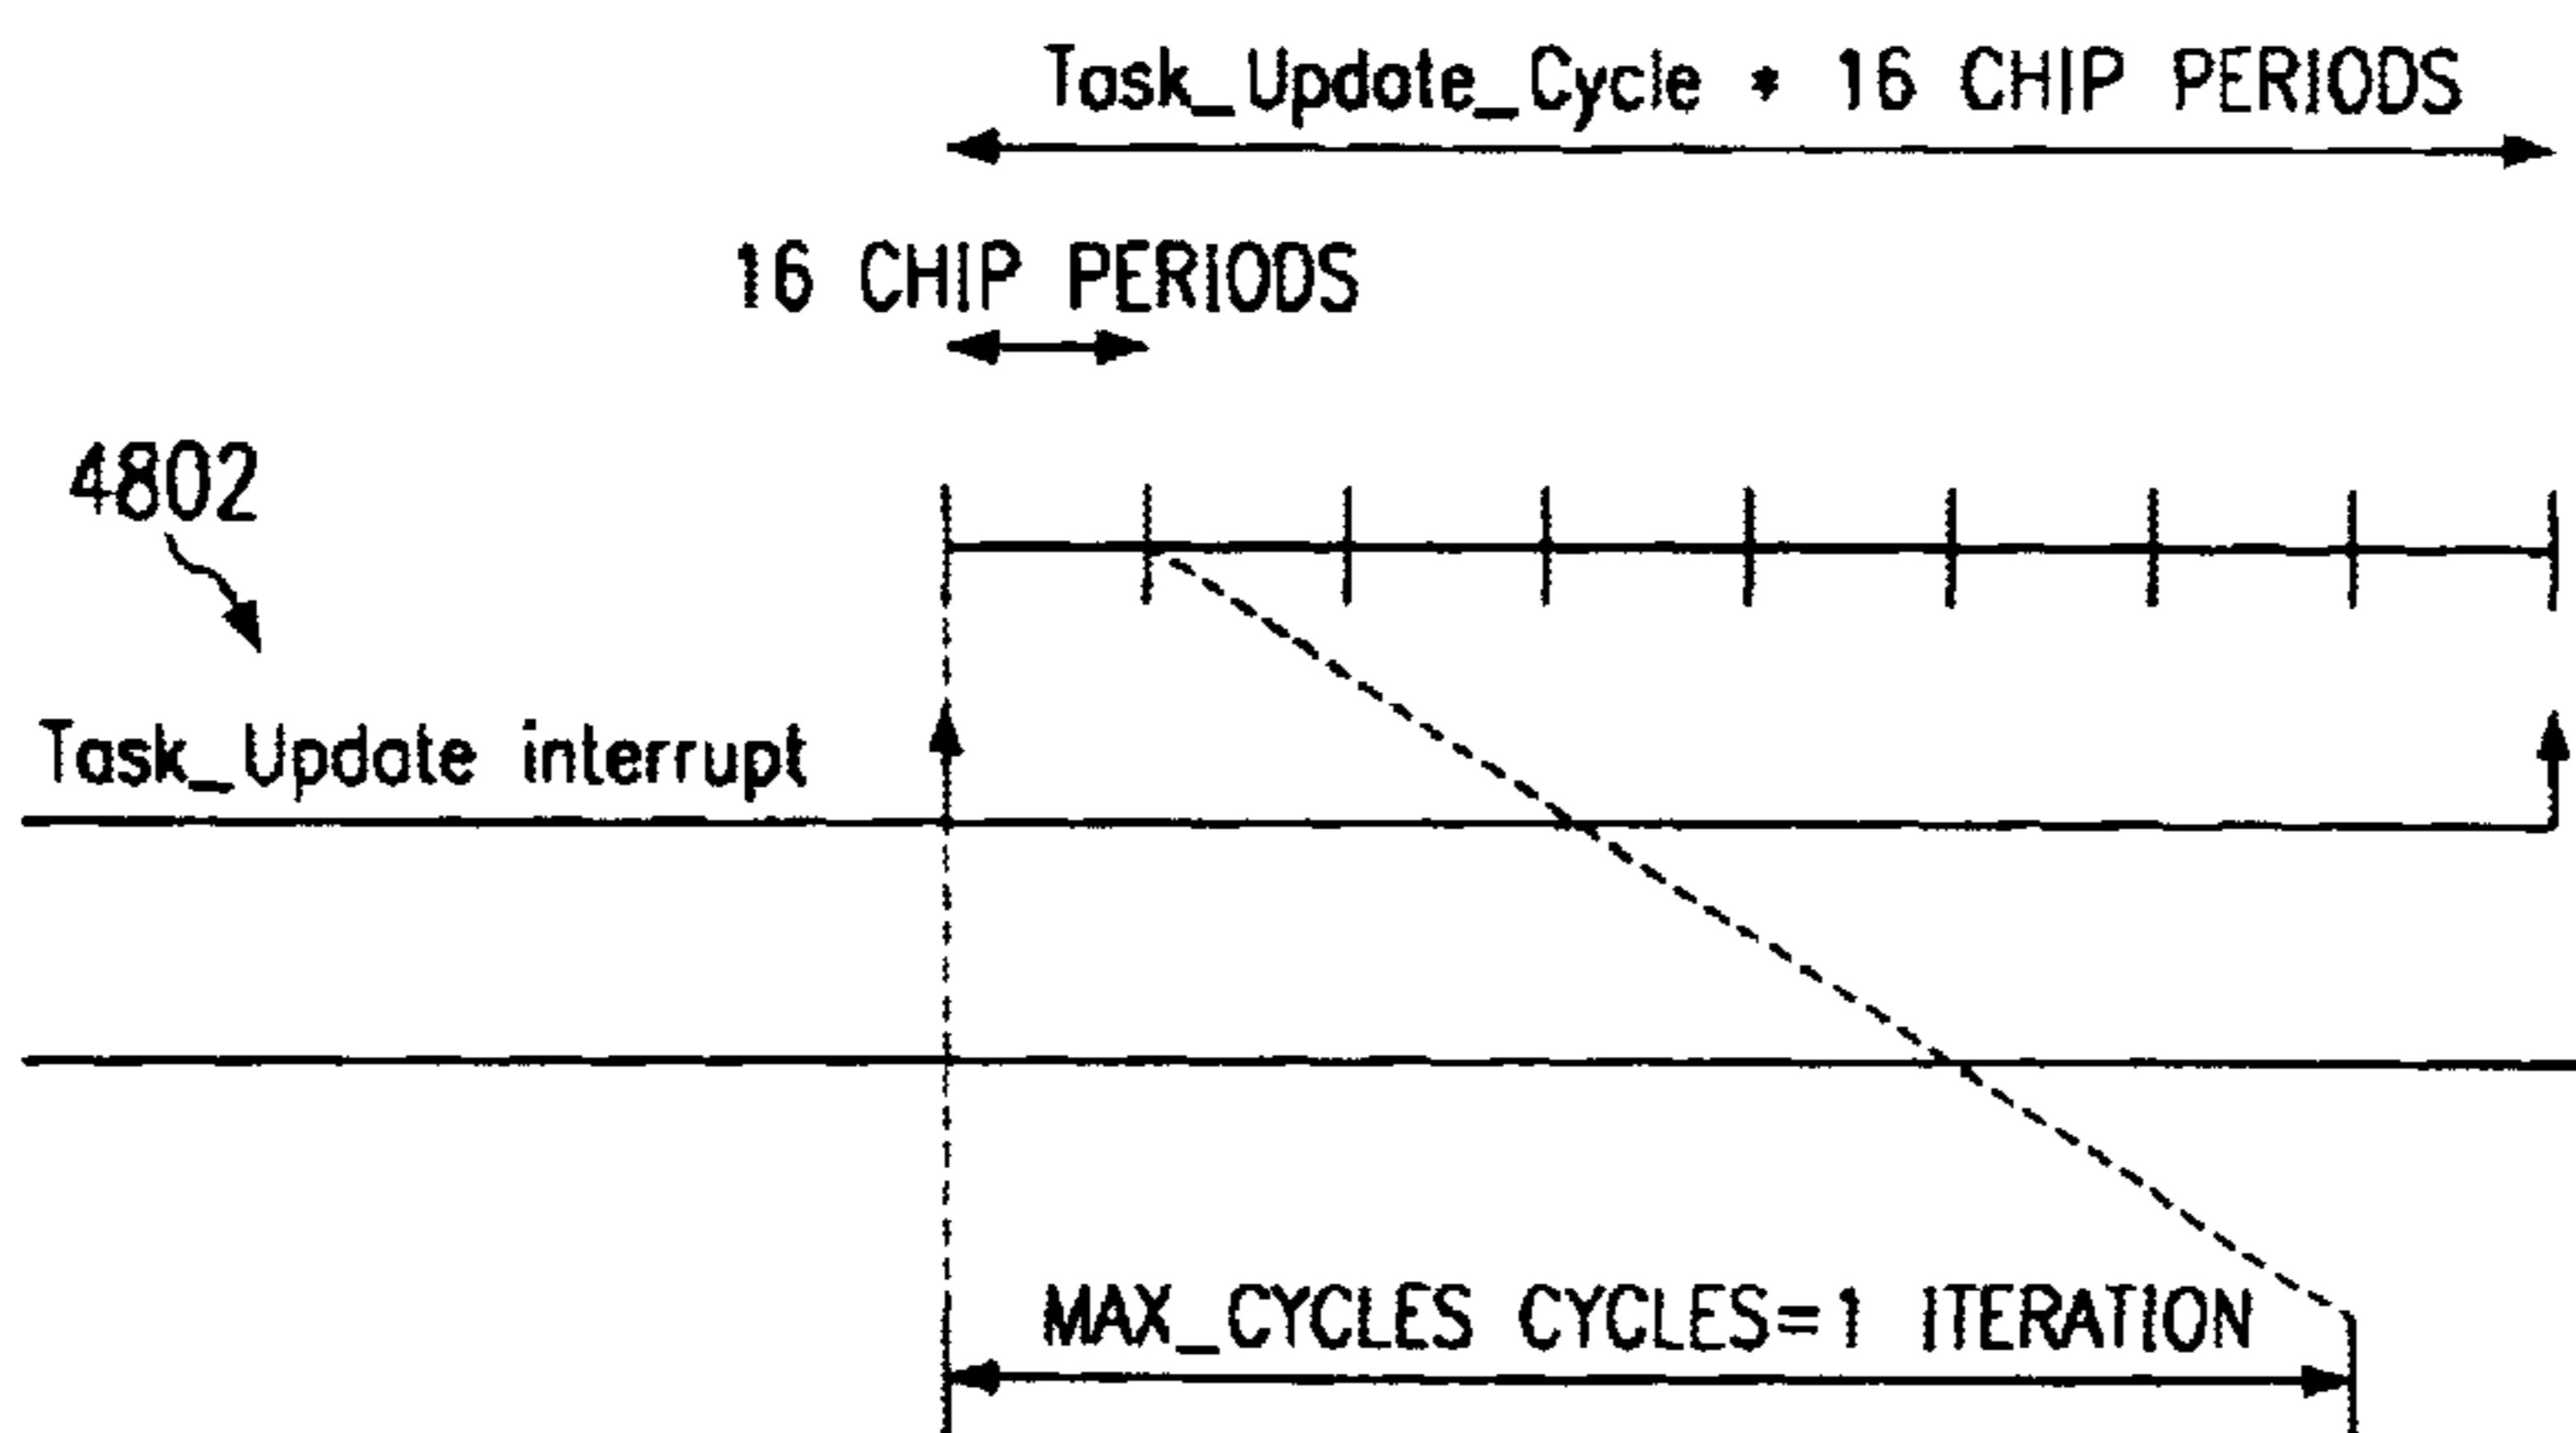 Task_Update_Cycle * 16 CHIP PERIODS
16 CHIP PERIODS
4802
Task_Update interrupt
MAX_CYCLES CYCLES=1 ITERATION